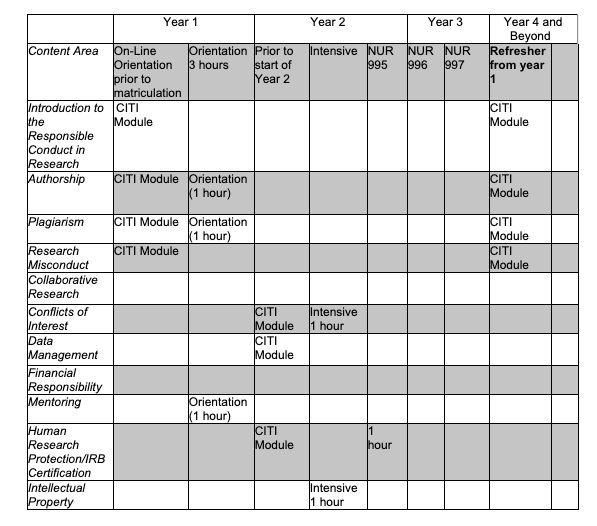 Year 1 Year 2 Year 3 Year 4 and
Beyond
Content Area On-Line Orientation Prior to Intensive NUR NUR NUR Refresher
Orientation 3 hours start of 995 996 997 from year
prior to Year 2 1
matriculation
Introduction to CITI CITI
the Module Module
Responsible
Conduct in
Research
Authorship CITI Module Orientation CITI
(1 hour) Module
Plagiarism CITI Module Orientation CITI
(1 hour) Module
Research CITI Module CITI
Misconduct Module
Collaborative
Research
Conflicts of CITI Intensive
Interest Module 1 hour
Data CITI
Management Module
Financial
Responsibility
Mentoring Orientation
(1 hour)
Human CITI 1
Research Module hour
Protection/IRB
Certification
Intellectual Intensive
Property 1 hour